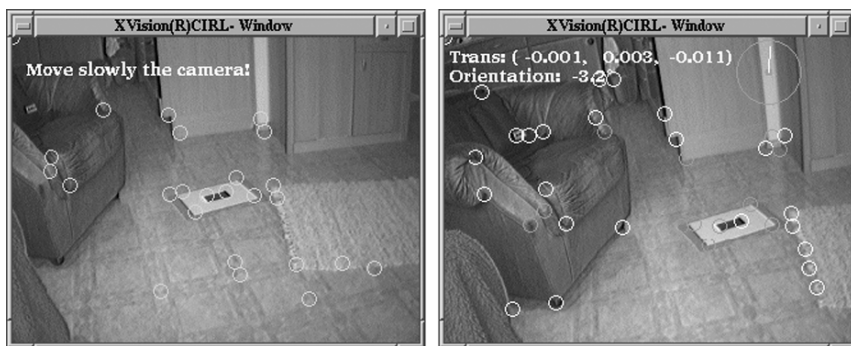 XVision(R)CIRL- Window
Move slowly the camera!
XVision(R)CIRL- Window
Trans: ( -0.001, 0.003, -0.011)
Orientation: -3.2°